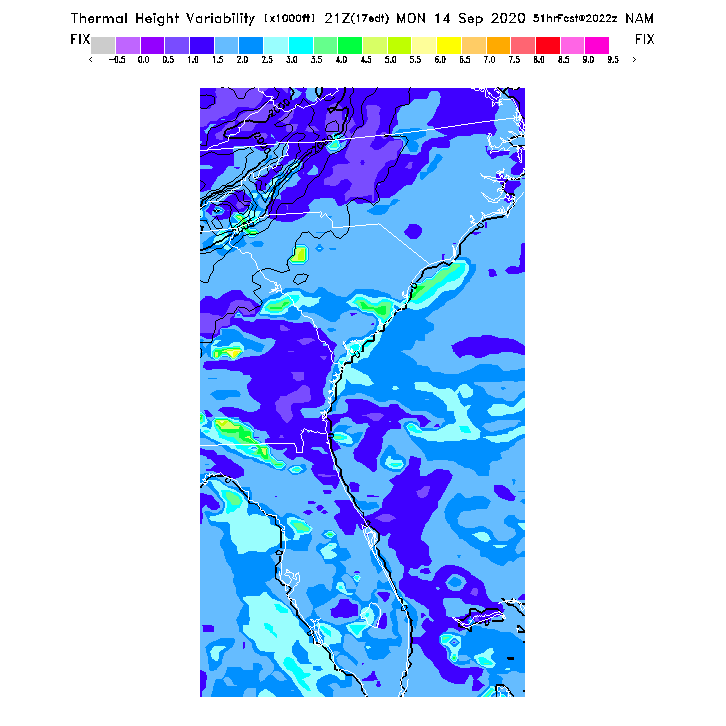 Thermal Height Variability [x1000ft] 21Z(17edt) MON 14 Sep 2020 51hrFcst@2022z NAM
FIX FIX
< -0.5 0.0 0.5 1.0 1.5 2.0 2.5 3.0 3.5 4.0 4.5 5.0 5.5 6.0 6.5 7.0 7.5 8.0 8.5 9.0 9.5 >